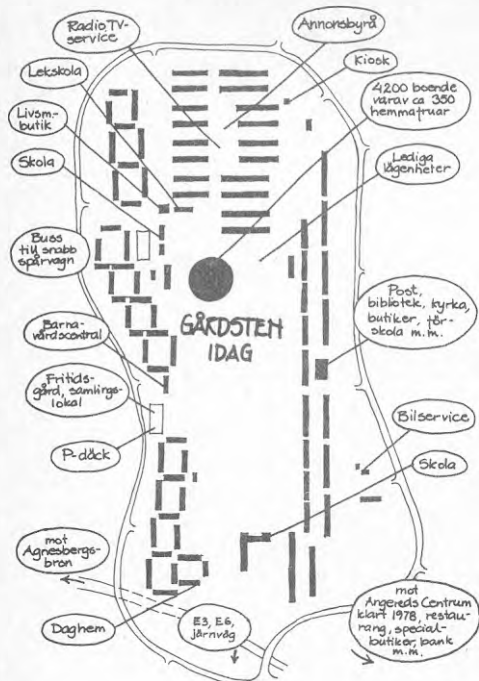 Radio, TV-
service
Annonsbyrå
Kiosk
Lekskola
4200 boende
varav ca 350
hemmafruar
Livsm.-
butik
Lediga
lägenheter
Skola
Buss
till snabb
spårvagn
Post,
bibliotek, kyrka,
butiker, för-
skola m.m.
GÅRDSTEN
IDAG
Barna-
vårdscentral
Fritids-
gård, samlings-
lokal
P-däck
Bilservice
Skola
mot
Agnesbergs-
bron
Daghem
E3, E6,
järnväg
mot
Angereds Centrum
klart 1978, restau-
rang, special-
butiker, bank
m.m.